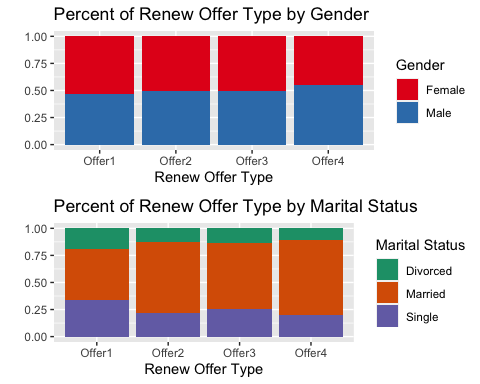 Percent of Renew Offer Type by Gender
1.00
0.75
0.50
0.25
0.00
Offer1 Offer2 Offer3 Offer4
Renew Offer Type
Gender
Female
Male
Percent of Renew Offer Type by Marital Status
1.00
0.75
0.50
0.25
0.00
Offer1 Offer2 Offer3 Offer4
Renew Offer Type
Marital Status
Divorced
Married
Single